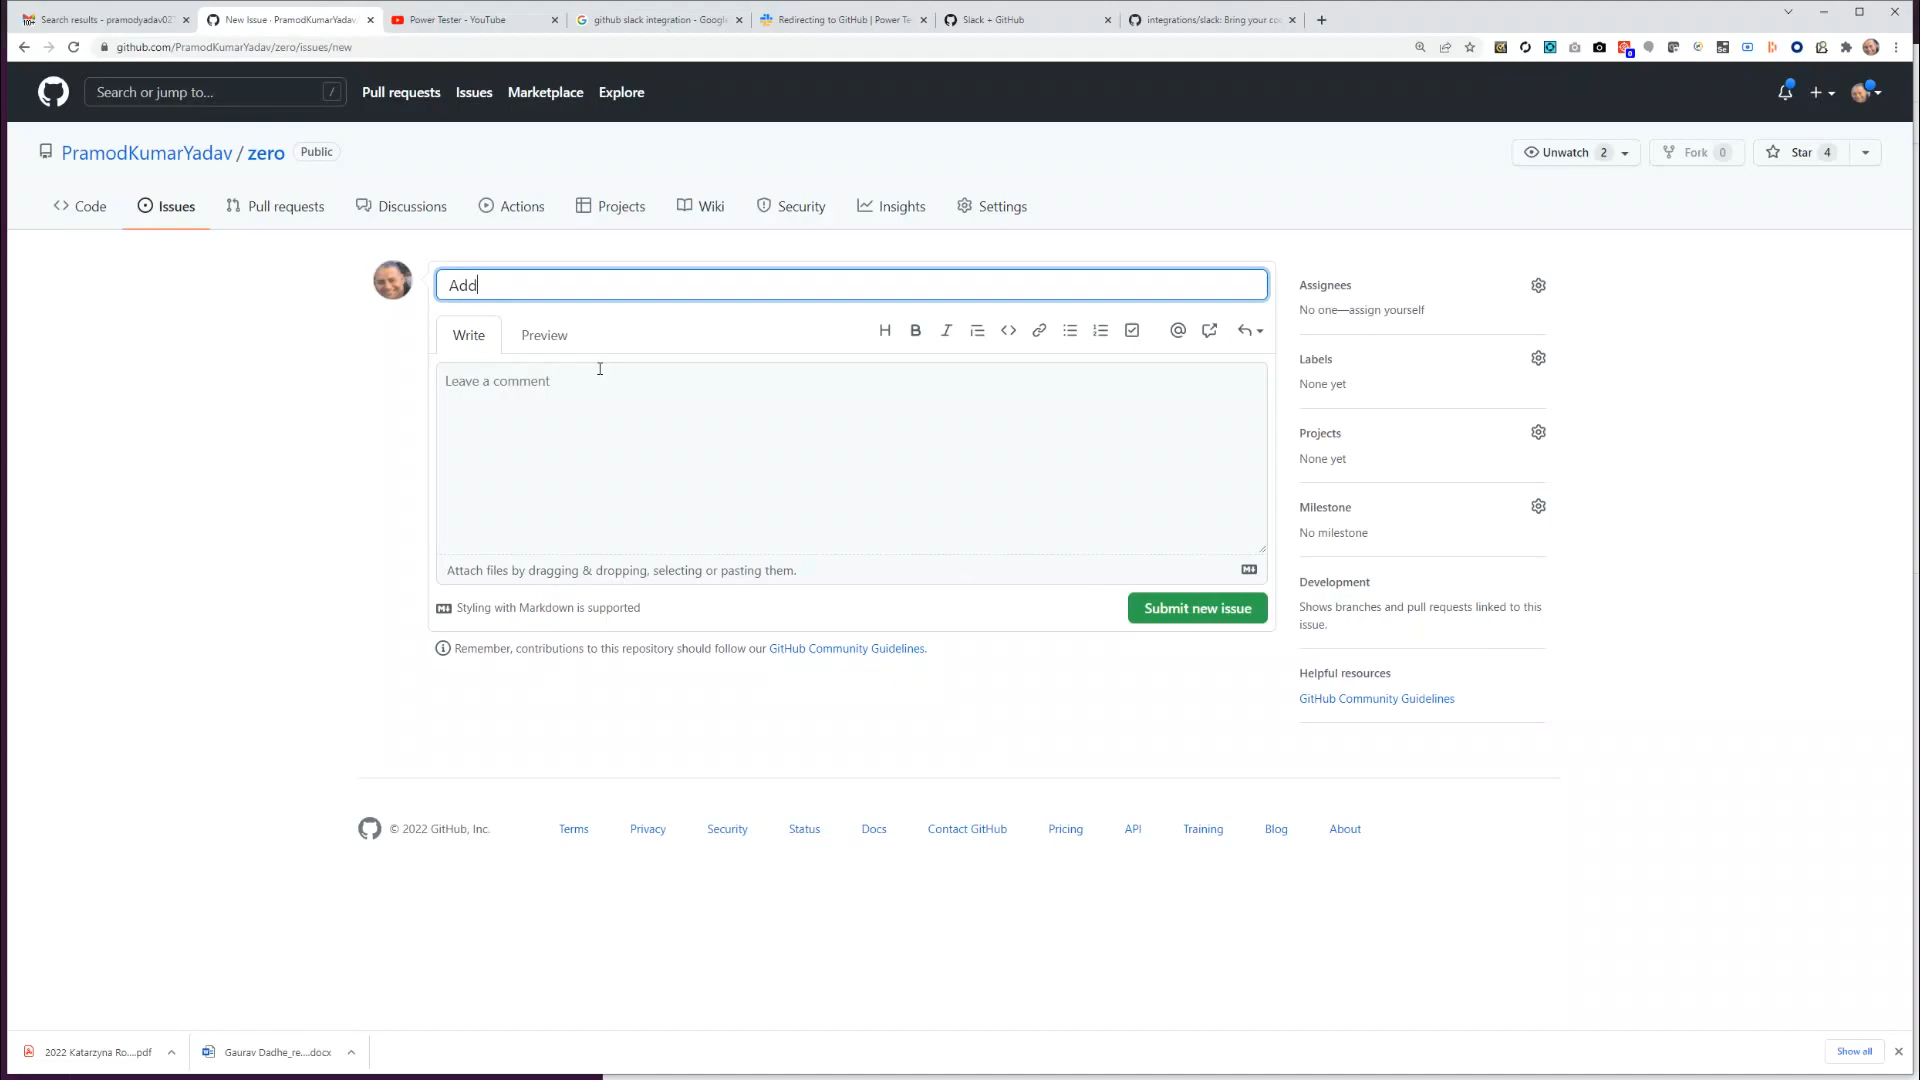 Search results - pramodyadav02
New Issue · PramodKumarYadav
Power Tester - YouTube
github slack integration - Google
Redirecting to GitHub | Power Te
Slack + GitHub
integrations/slack: Bring your co
github.com/PramodKumarYadav/zero/issues/new
Search or jump to...
/
Pull requests
Issues
Marketplace
Explore
PramodKumarYadav / zero
Public
Unwatch 2
Fork 0
Star 4
Code
Issues
Pull requests
Discussions
Actions
Projects
Wiki
Security
Insights
Settings
Add
Write
Preview
Leave a comment
Attach files by dragging & dropping, selecting or pasting them.
Styling with Markdown is supported
Submit new issue
Remember, contributions to this repository should follow our GitHub Community Guidelines.
Assignees
No one—assign yourself
Labels
None yet
Projects
None yet
Milestone
No milestone
Development
Shows branches and pull requests linked to this
issue.
Helpful resources
GitHub Community Guidelines
© 2022 GitHub, Inc.
Terms
Privacy
Security
Status
Docs
Contact GitHub
Pricing
API
Training
Blog
About
2022 Katarzyna Ro....pdf
Gaurav Dadhe_re....docx
Show all